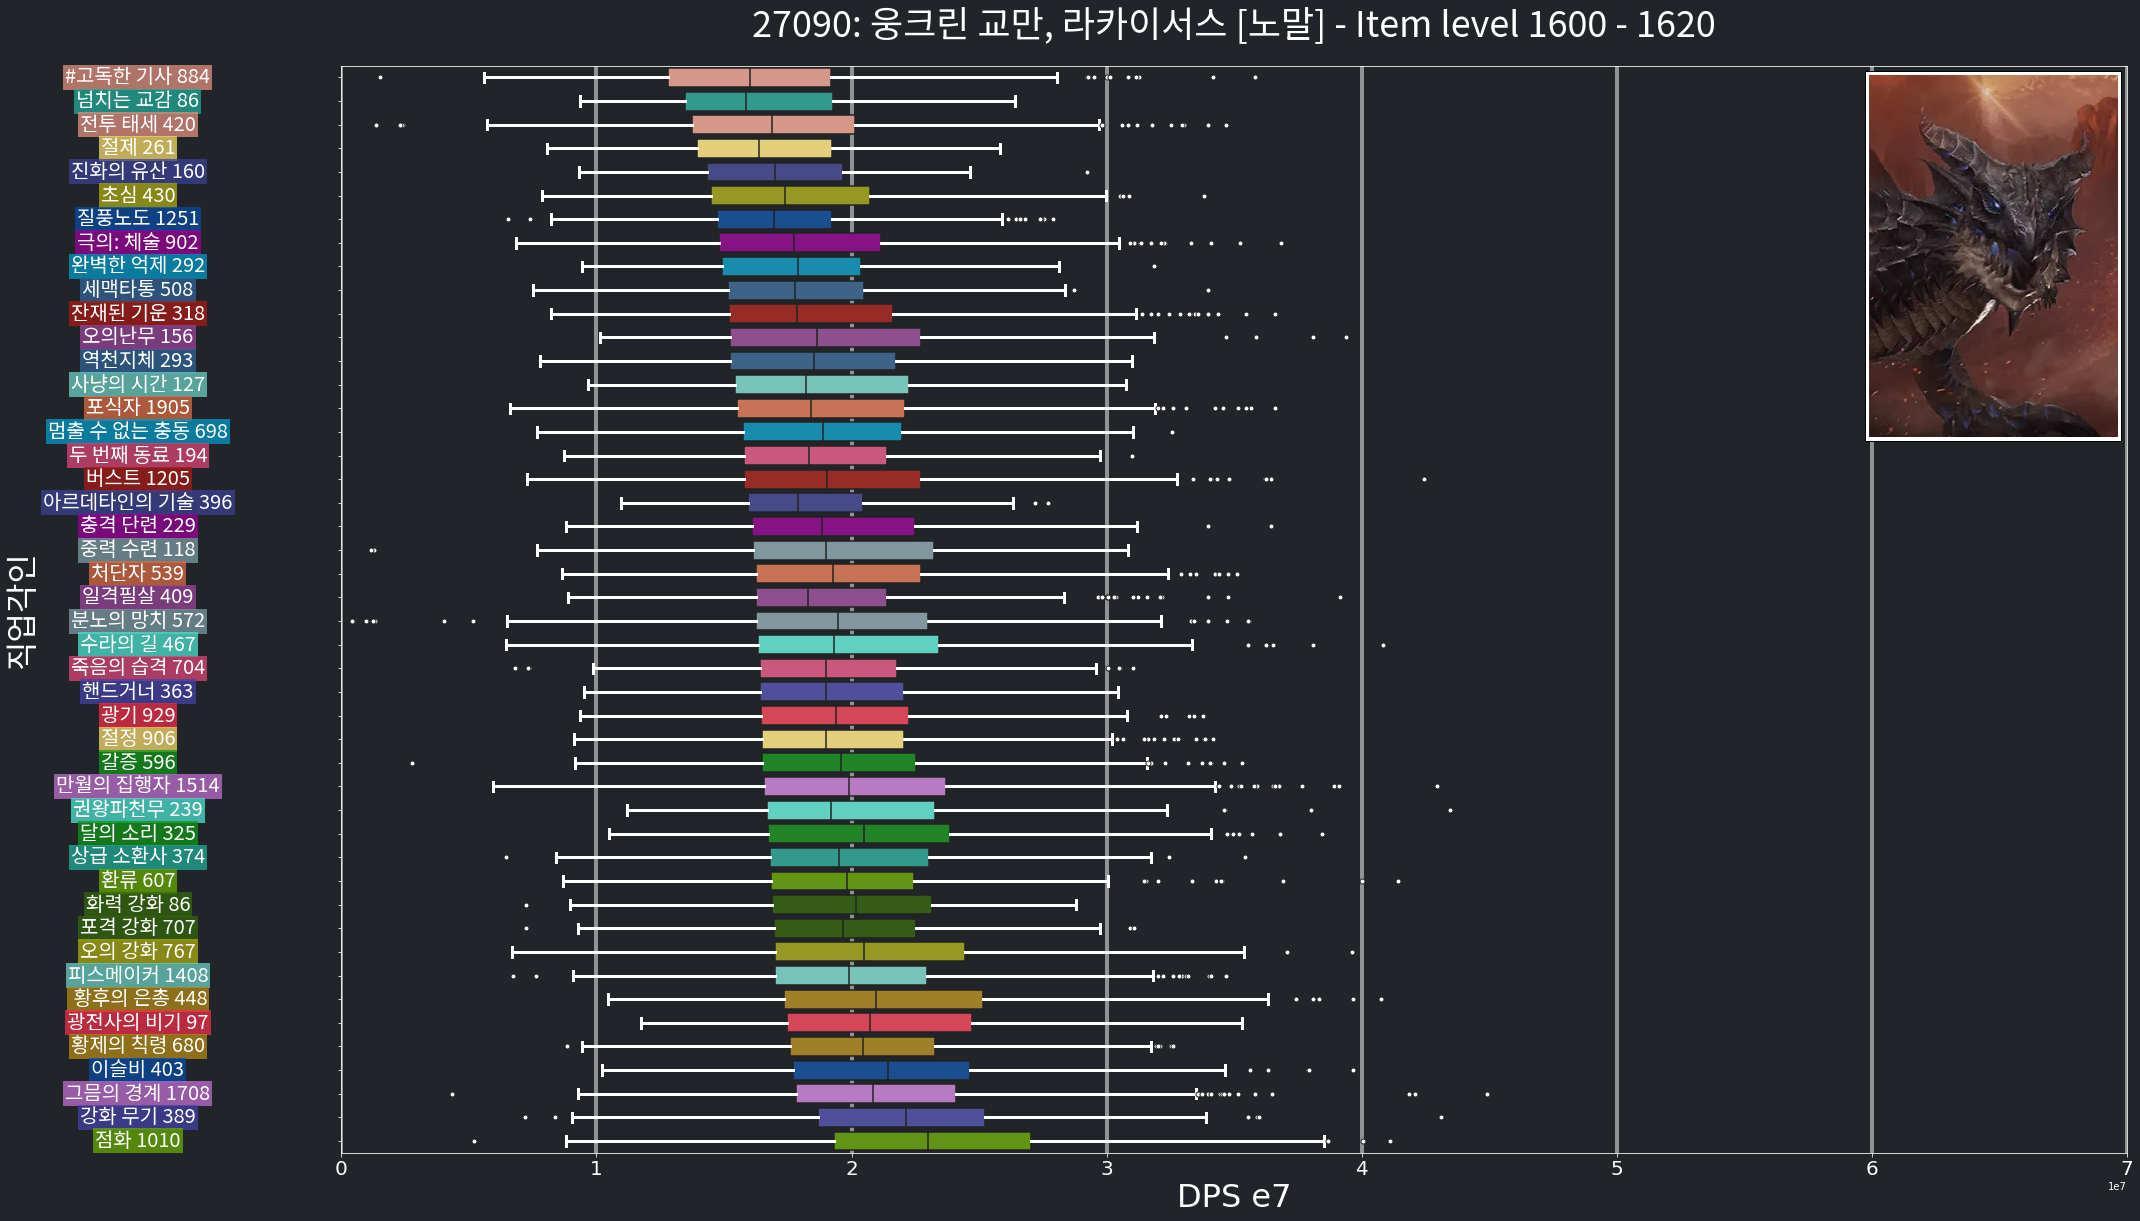 27090: 웅크린 교만, 라카이서스 [노말] - Item level 1600 - 1620
#고독한 기사 884
넘치는 교감 86
전투 태세 420
절제 261
진화의 유산 160
초심 430
질풍노도 1251
극의: 체술 902
완벽한 억제 292
세맥타통 508
잔재된 기운 318
오의난무 156
역천지체 293
사냥의 시간 127
포식자 1905
멈출 수 없는 충동 698
두 번째 동료 194
버스트 1205
아르데타인의 기술 396
충격 단련 229
중력 수련 118
처단자 539
일격필살 409
분노의 망치 572
수라의 길 467
죽음의 습격 704
핸드거너 363
광기 929
절정 906
갈증 596
만월의 집행자 1514
권왕파천무 239
달의 소리 325
상급 소환사 374
환류 607
화력 강화 86
포격 강화 707
오의 강화 767
피스메이커 1408
황후의 은총 448
광전사의 비기 97
황제의 칙령 680
이슬비 403
그믐의 경계 1708
강화 무기 389
점화 1010
직업각인
0 1 2 3 4 5 6 7
1e7
DPS e7